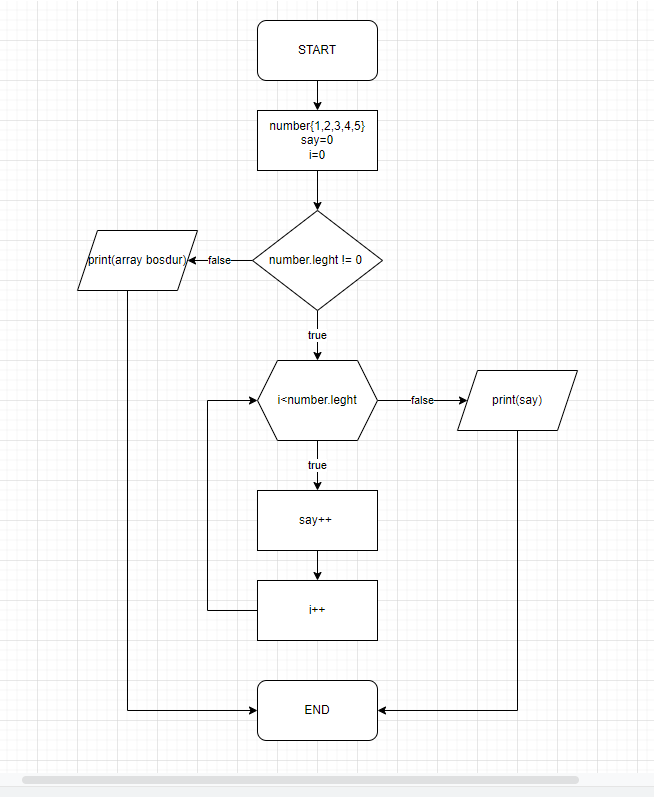 START
number{1,2,3,4,5}
say=0
i=0
number.leght != 0
false
print(array bosdur)
true
i<number.leght
false
print(say)
true
say++
i++
END